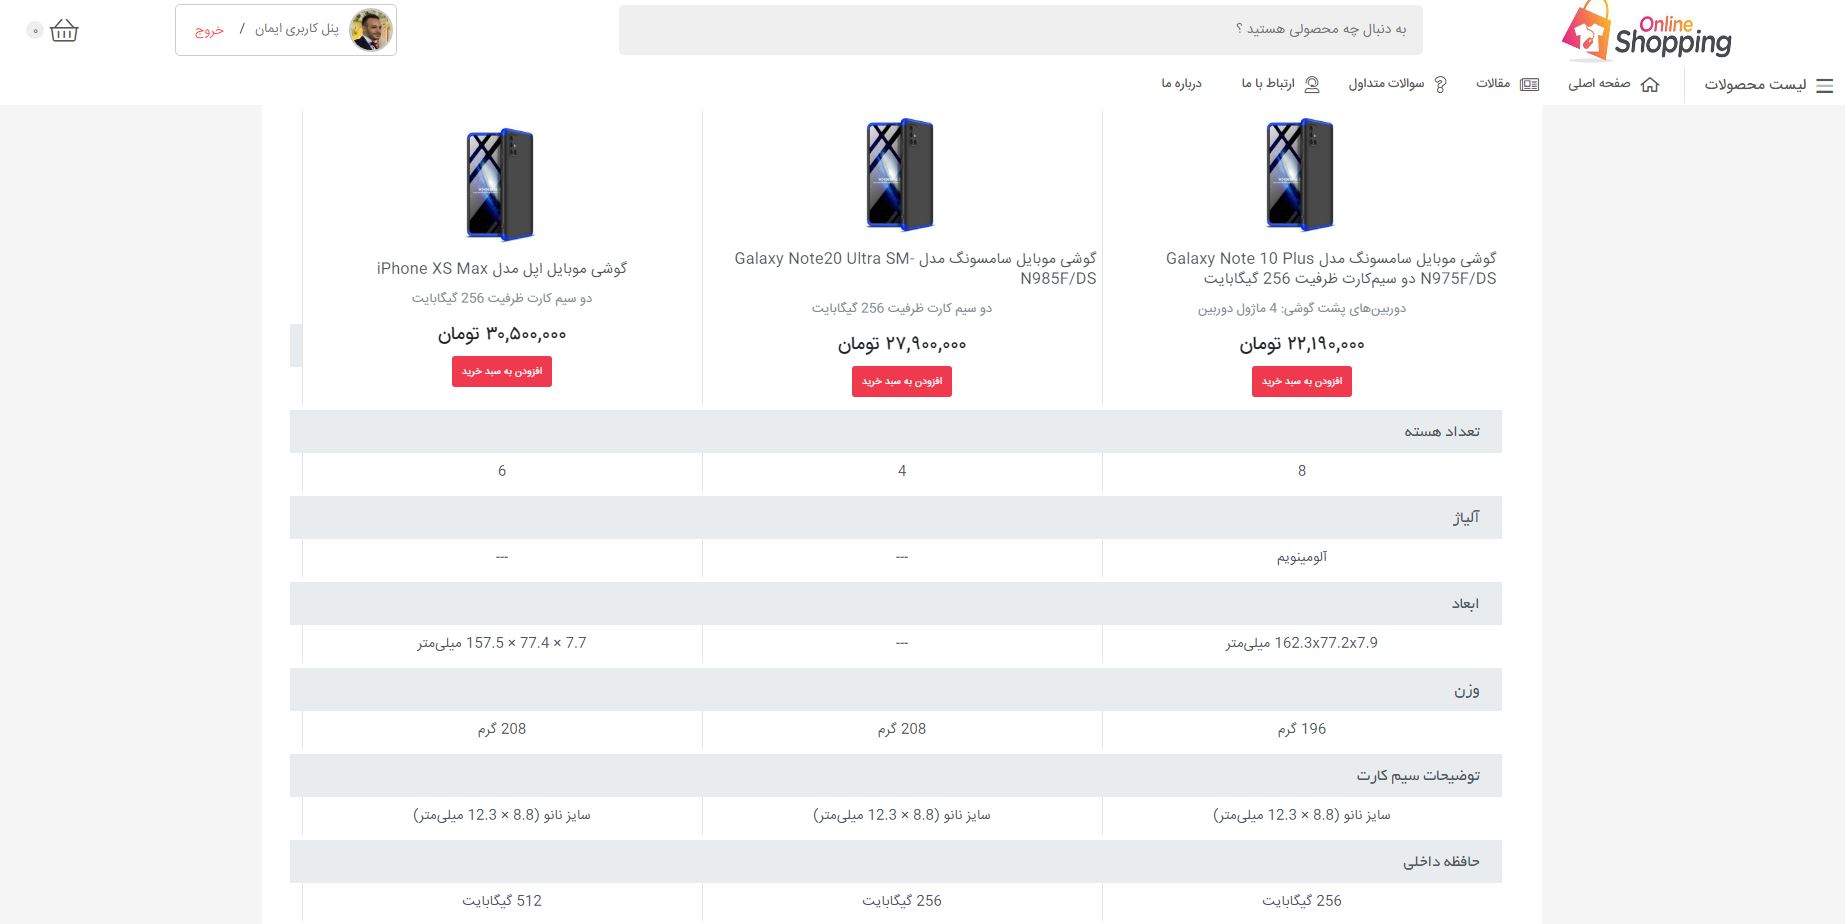 Online
Shopping
به دنبال چه محصولی هستید ؟
پنل کاربری ایمان / خروج
۰
لیست محصولات
صفحه اصلی
مقالات
سوالات متداول
ارتباط با ما
درباره ما
گوشی موبایل سامسونگ مدل Galaxy Note 10 Plus
N975F/DS دو سیم‌کارت ظرفیت 256 گیگابایت
دوربین‌های پشت گوشی: 4 ماژول دوربین
۲۲,۱۹۰,۰۰۰ تومان
افزودن به سبد خرید
گوشی موبایل سامسونگ مدل Galaxy Note20 Ultra SM-
N985F/DS
دو سیم کارت ظرفیت 256 گیگابایت
۲۷,۹۰۰,۰۰۰ تومان
افزودن به سبد خرید
گوشی موبایل اپل مدل iPhone XS Max
دو سیم کارت ظرفیت 256 گیگابایت
۳۰,۵۰۰,۰۰۰ تومان
افزودن به سبد خرید
تعداد هسته
8 4 6
آلیاژ
آلومینویم --- ---
ابعاد
162.3x77.2x7.9 میلی‌متر --- 7.7 × 77.4 × 157.5 میلی‌متر
وزن
196 گرم 208 گرم 208 گرم
توضیحات سیم کارت
سایز نانو (8.8 × 12.3 میلی‌متر) سایز نانو (8.8 × 12.3 میلی‌متر) سایز نانو (8.8 × 12.3 میلی‌متر)
حافظه داخلی
256 گیگابایت 256 گیگابایت 512 گیگابایت